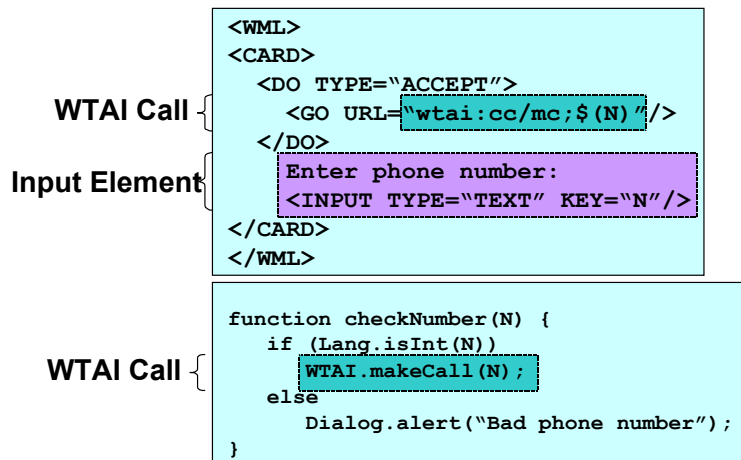 <WML>
<CARD>
<DO TYPE=“ACCEPT”>
WTAI Call
<GO URL=“wtai:cc/mc;$(N)”/>
</DO>
Input Element
Enter phone number:
<INPUT TYPE=“TEXT” KEY=“N”/>
</CARD>
</WML>
function checkNumber(N) {
if (Lang.isInt(N))
WTAI Call
WTAI.makeCall(N);
else
Dialog.alert(“Bad phone number”);
}